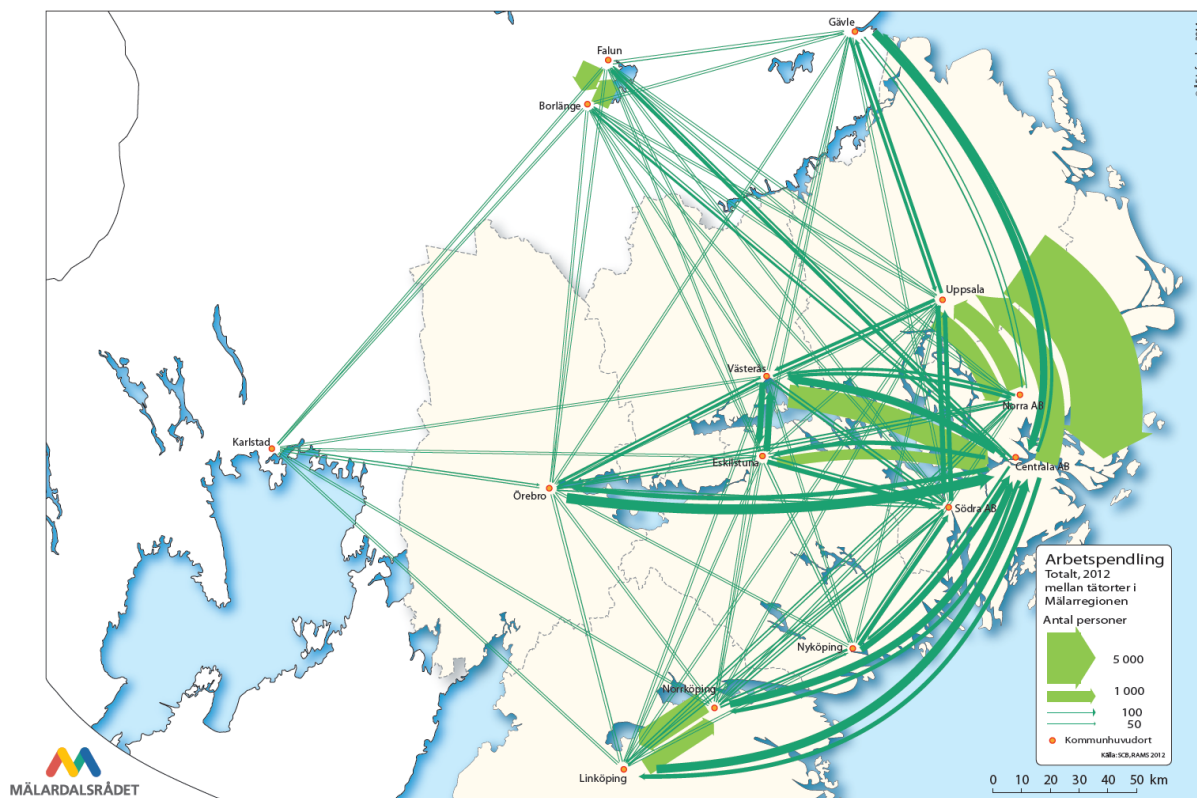 Gävle
Falun
Borlänge
Uppsala
Västerås
Norra AB
Karlstad
Eskilstuna
Centrala AB
Örebro
Södra AB
Nyköping
Norrköping
Linköping
Arbetspendling
Totalt, 2012
mellan tätorter i
Mälarregionen
Antal personer
5 000
1 000
100
50
Kommunhuvudort
Källa: SCB, RAMS 2012
0 10 20 30 40 50 km
MÄLARDALSRÅDET